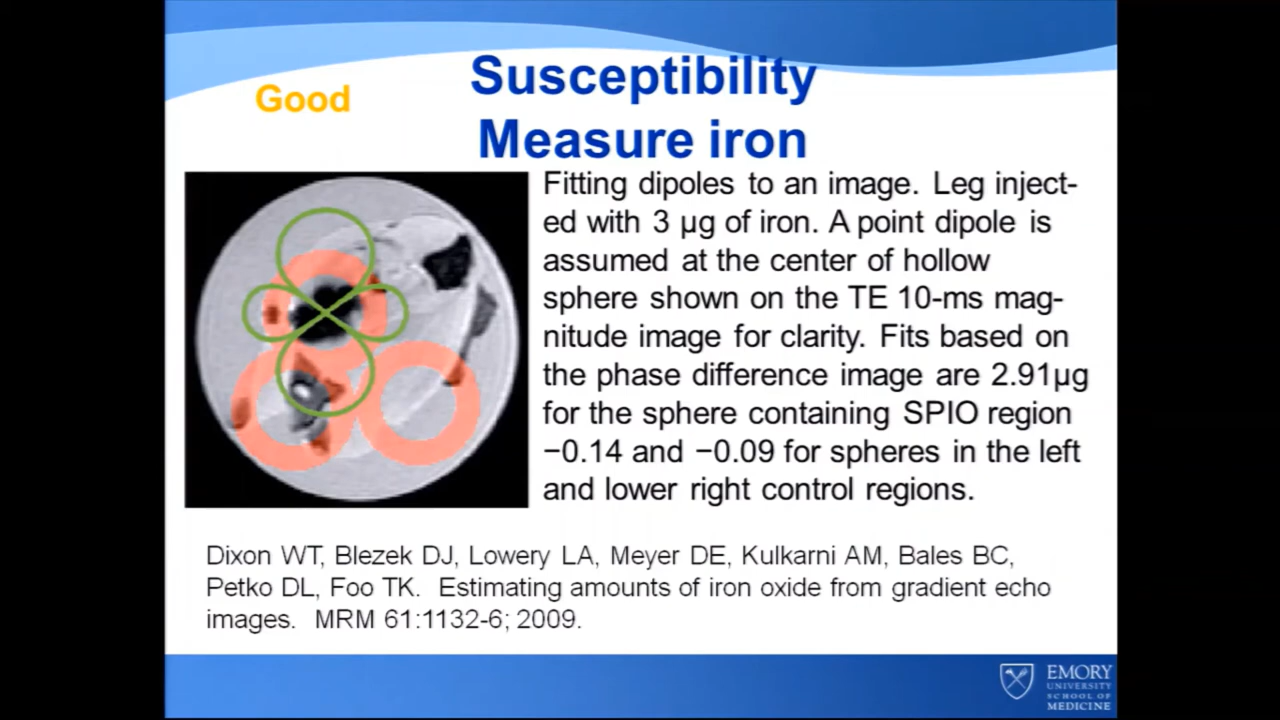 Good
Susceptibility
Measure iron
Fitting dipoles to an image. Leg inject-
ed with 3 µg of iron. A point dipole is
assumed at the center of hollow
sphere shown on the TE 10-ms mag-
nitude image for clarity. Fits based on
the phase difference image are 2.91µg
for the sphere containing SPIO region
−0.14 and −0.09 for spheres in the left
and lower right control regions.
Dixon WT, Blezek DJ, Lowery LA, Meyer DE, Kulkarni AM, Bales BC,
Petko DL, Foo TK. Estimating amounts of iron oxide from gradient echo
images. MRM 61:1132-6; 2009.
EMORY
UNIVERSITY
SCHOOL OF
MEDICINE